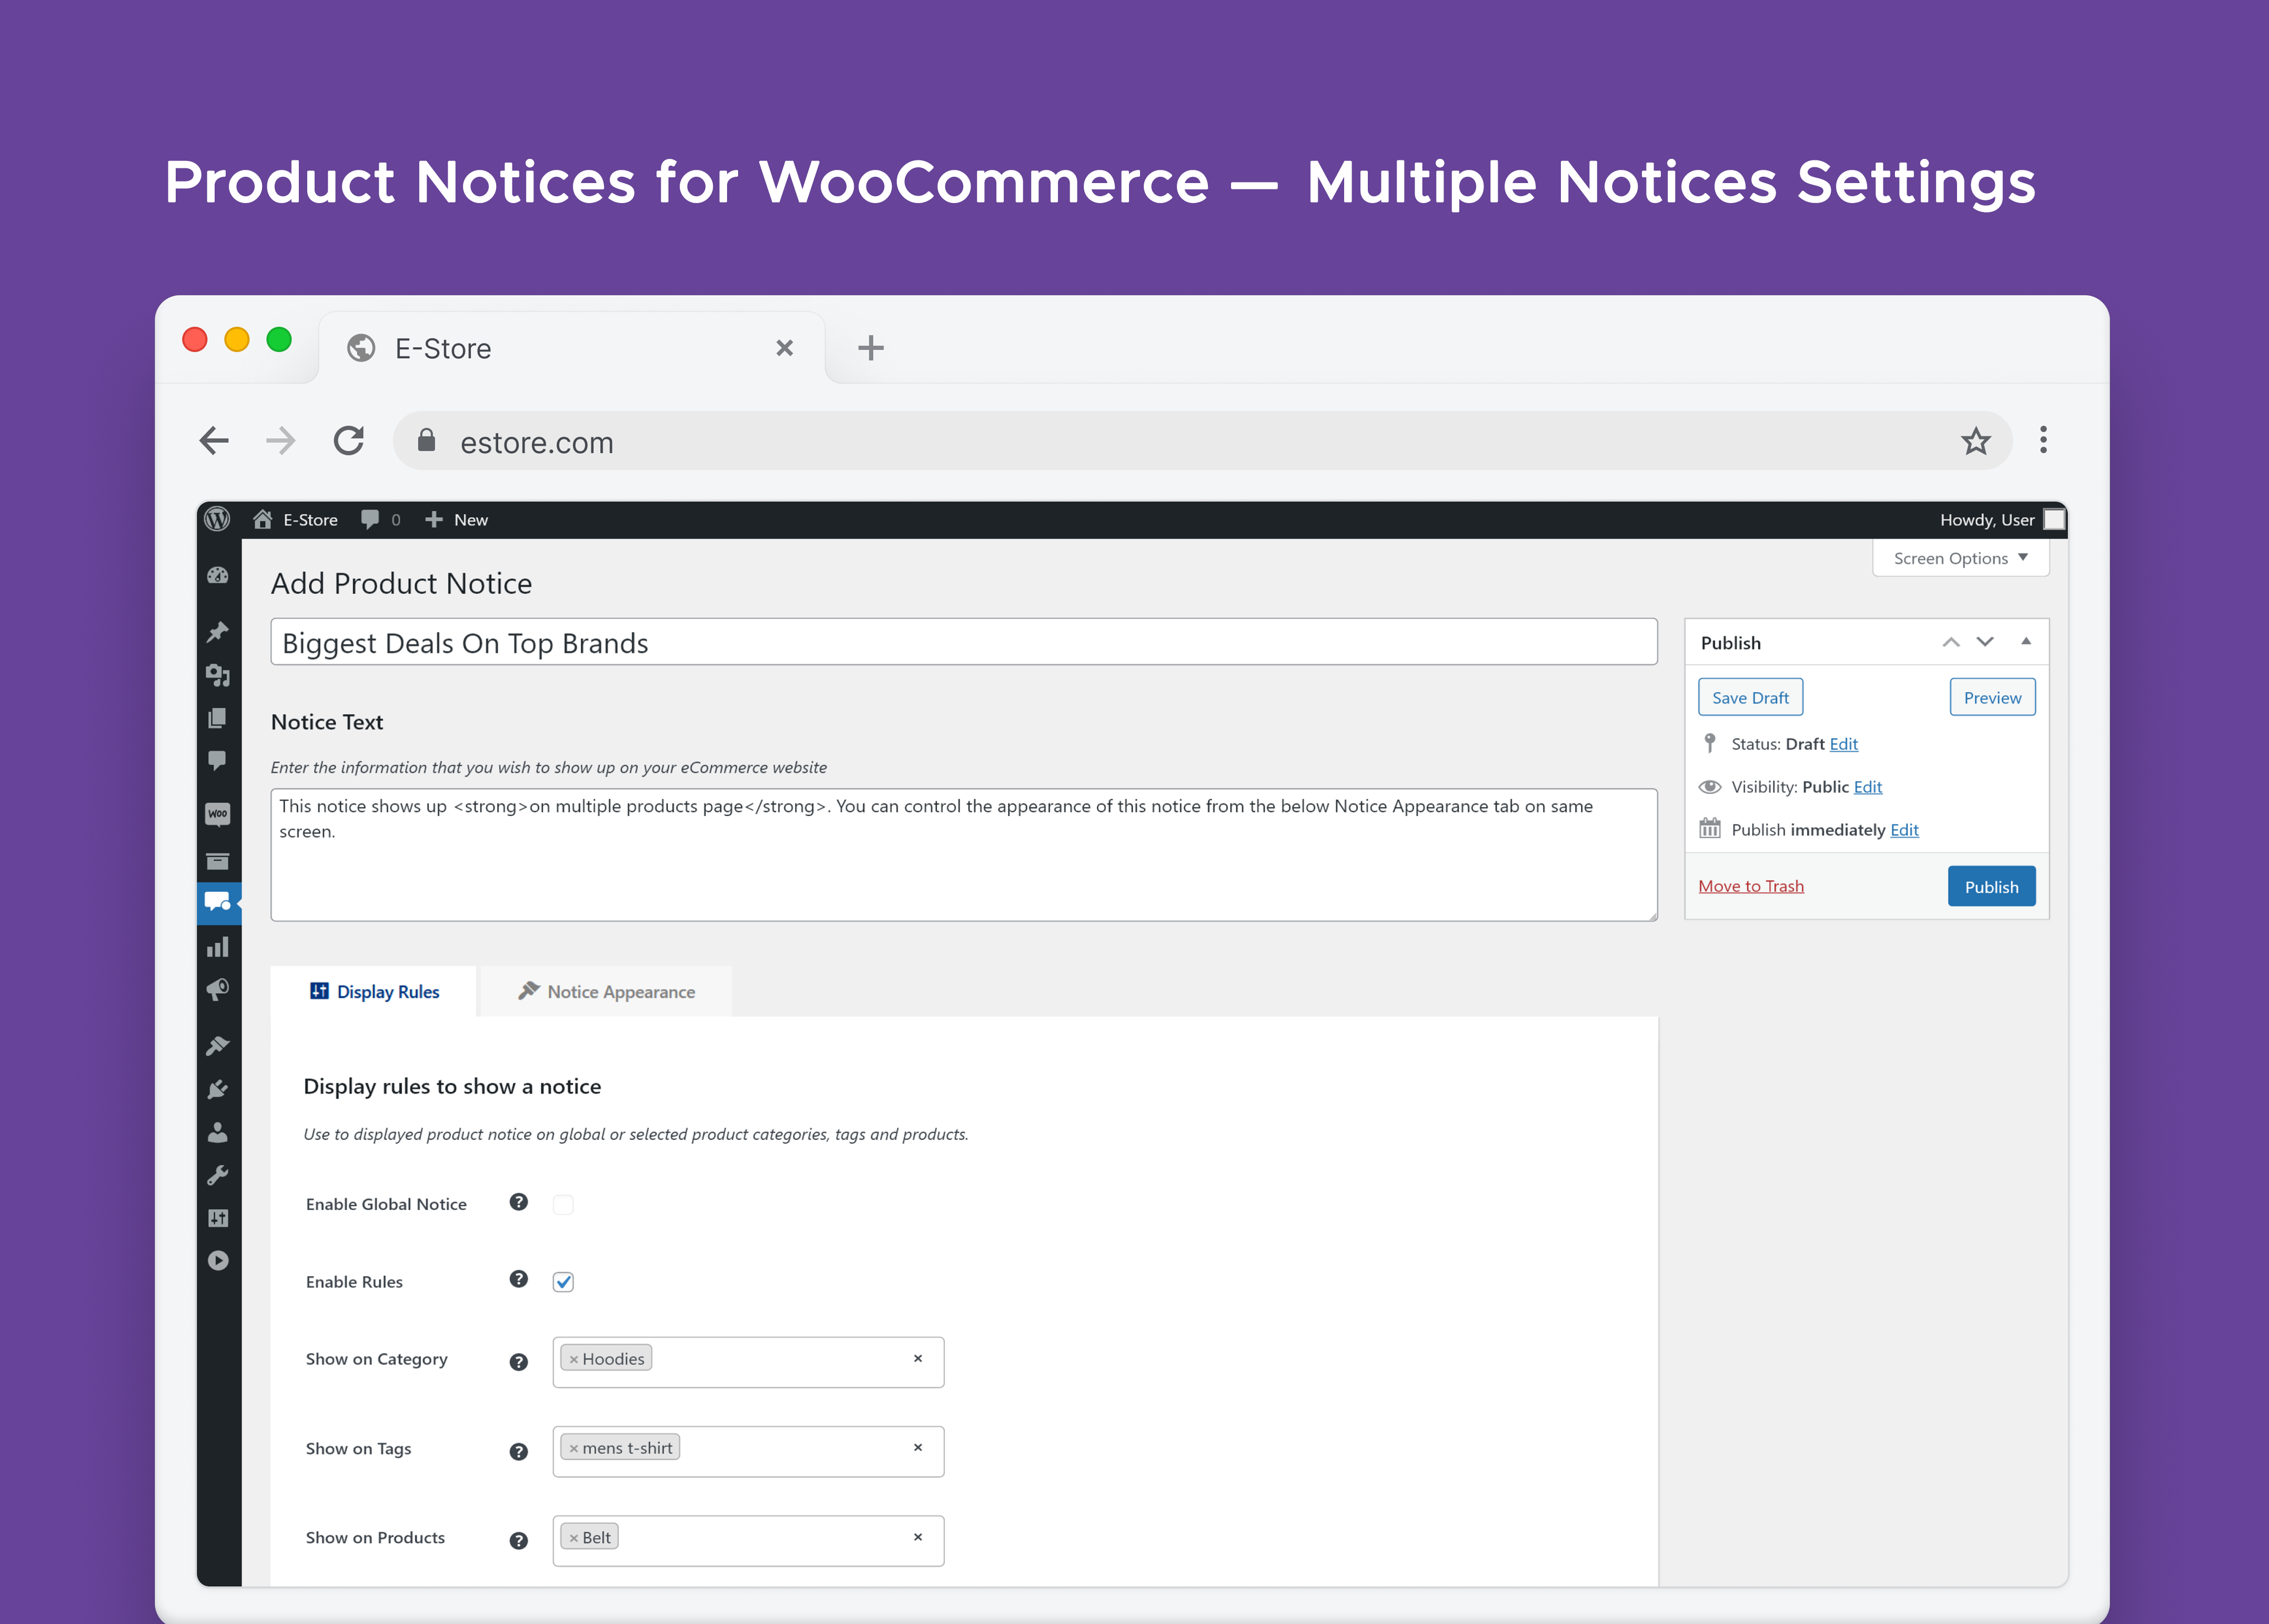 Product Notices for WooCommerce — Multiple Notices Settings
E-Store
estore.com
E-Store 0 New Howdy, User
Screen Options
Add Product Notice
Biggest Deals On Top Brands
Publish
Save Draft Preview
Notice Text
Status: Draft Edit
Enter the information that you wish to show up on your eCommerce website
Visibility: Public Edit
This notice shows up <strong>on multiple products page</strong>. You can control the appearance of this notice from the below Notice Appearance tab on same
screen.
Publish immediately Edit
Woo
Move to Trash Publish
Display Rules Notice Appearance
Display rules to show a notice
Use to displayed product notice on global or selected product categories, tags and products.
Enable Global Notice ?
Enable Rules ?
Show on Category ? × Hoodies ×
Show on Tags ? × mens t-shirt ×
Show on Products ? × Belt ×